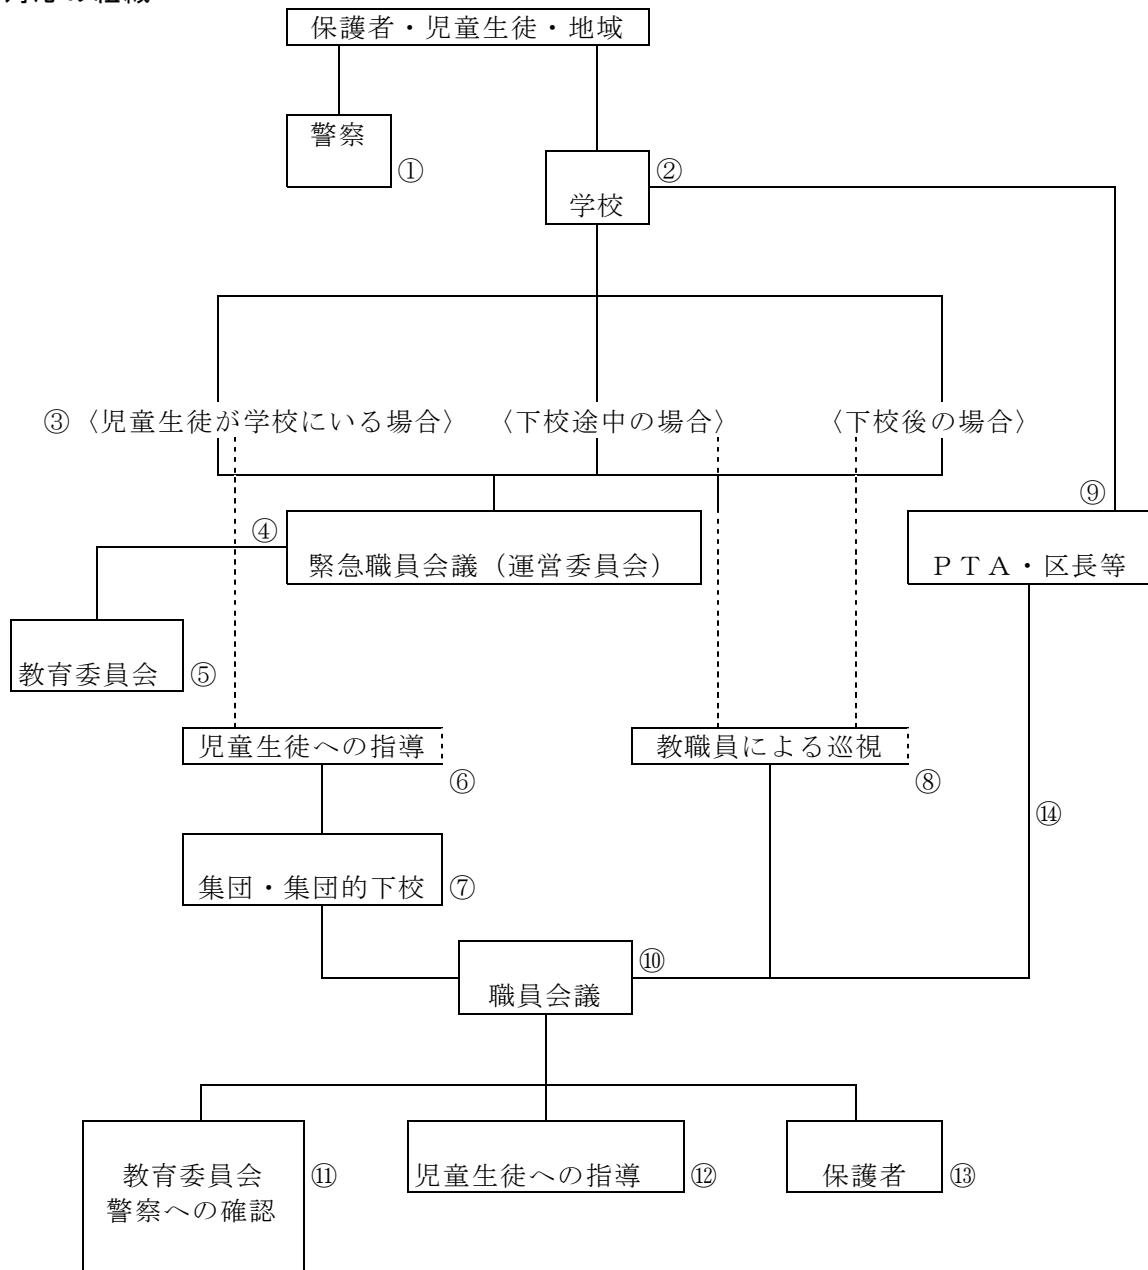 保護者・児童生徒・地域
警察
①
②
学校
③〈児童生徒が学校にいる場合〉 〈下校途中の場合〉 〈下校後の場合〉
⑨
④
緊急職員会議（運営委員会）
ＰＴＡ・区長等
教育委員会 ⑤
児童生徒への指導
教職員による巡視
⑥
⑧
⑭
集団・集団的下校 ⑦
⑩
職員会議
教育委員会
警察への確認
⑪
児童生徒への指導 ⑫
保護者 ⑬